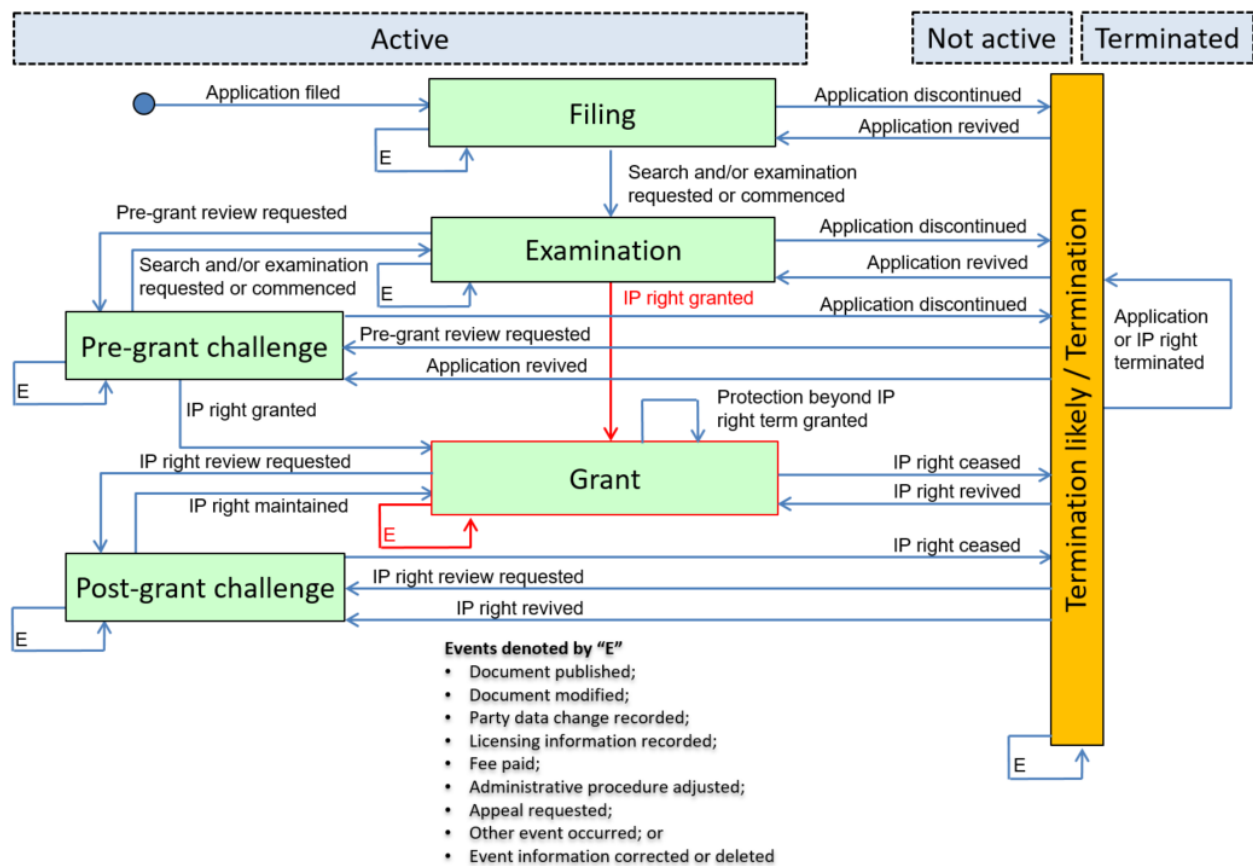 Active
Not active
Terminated
Application filed
Filing
Application discontinued
Application revived
E
Search and/or examination
requested or commenced
Pre-grant review requested
Examination
Application discontinued
Search and/or examination
requested or commenced
Application revived
E
IP right granted
Application discontinued
Pre-grant challenge
Pre-grant review requested
Application
or IP right
terminated
E
Application revived
IP right granted
Protection beyond IP
right term granted
IP right review requested
Grant
IP right ceased
IP right maintained
IP right revived
E
IP right ceased
Post-grant challenge
IP right review requested
E
IP right revived
Termination likely / Termination
Events denoted by “E”
• Document published;
• Document modified;
• Party data change recorded;
• Licensing information recorded;
• Fee paid;
• Administrative procedure adjusted;
• Appeal requested;
• Other event occurred; or
• Event information corrected or deleted
E